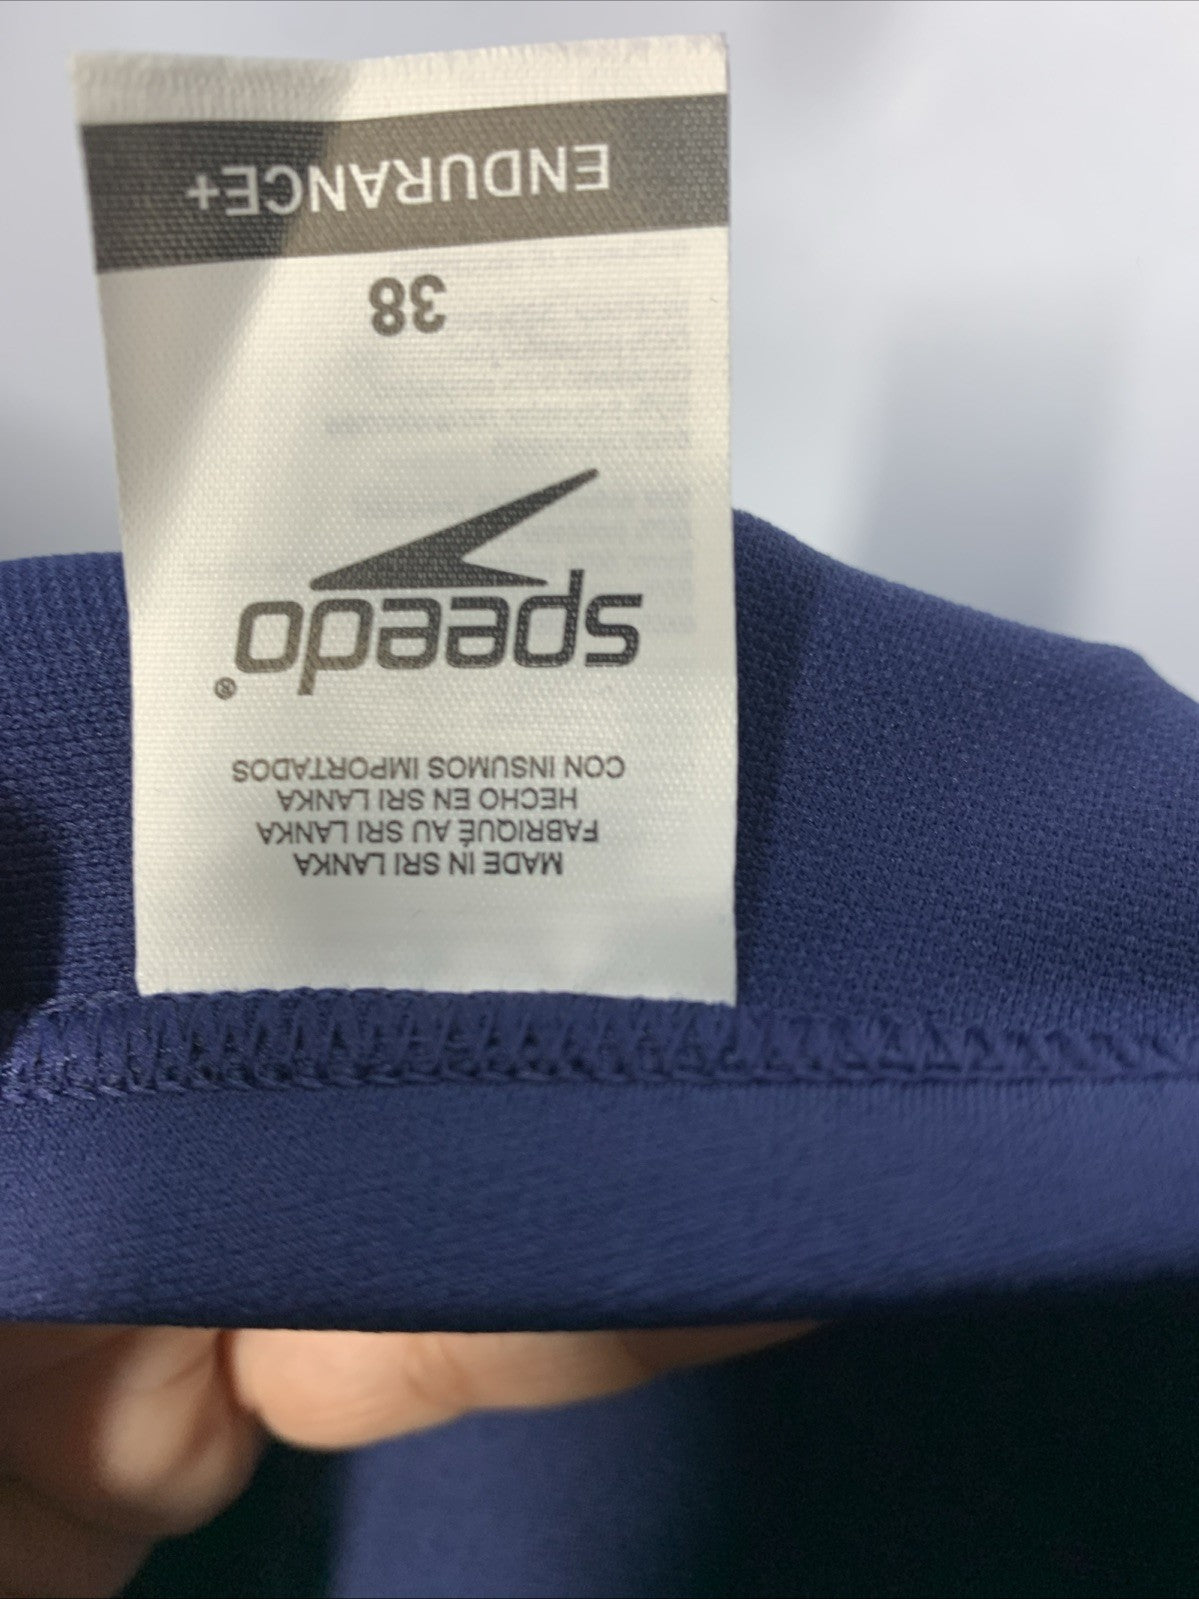 MADE IN SRI LANKA
FABRIQUÉ AU SRI LANKA
HECHO EN SRI LANKA
CON INSUMOS IMPORTADOS
speedo®
38
ENDURANCE+